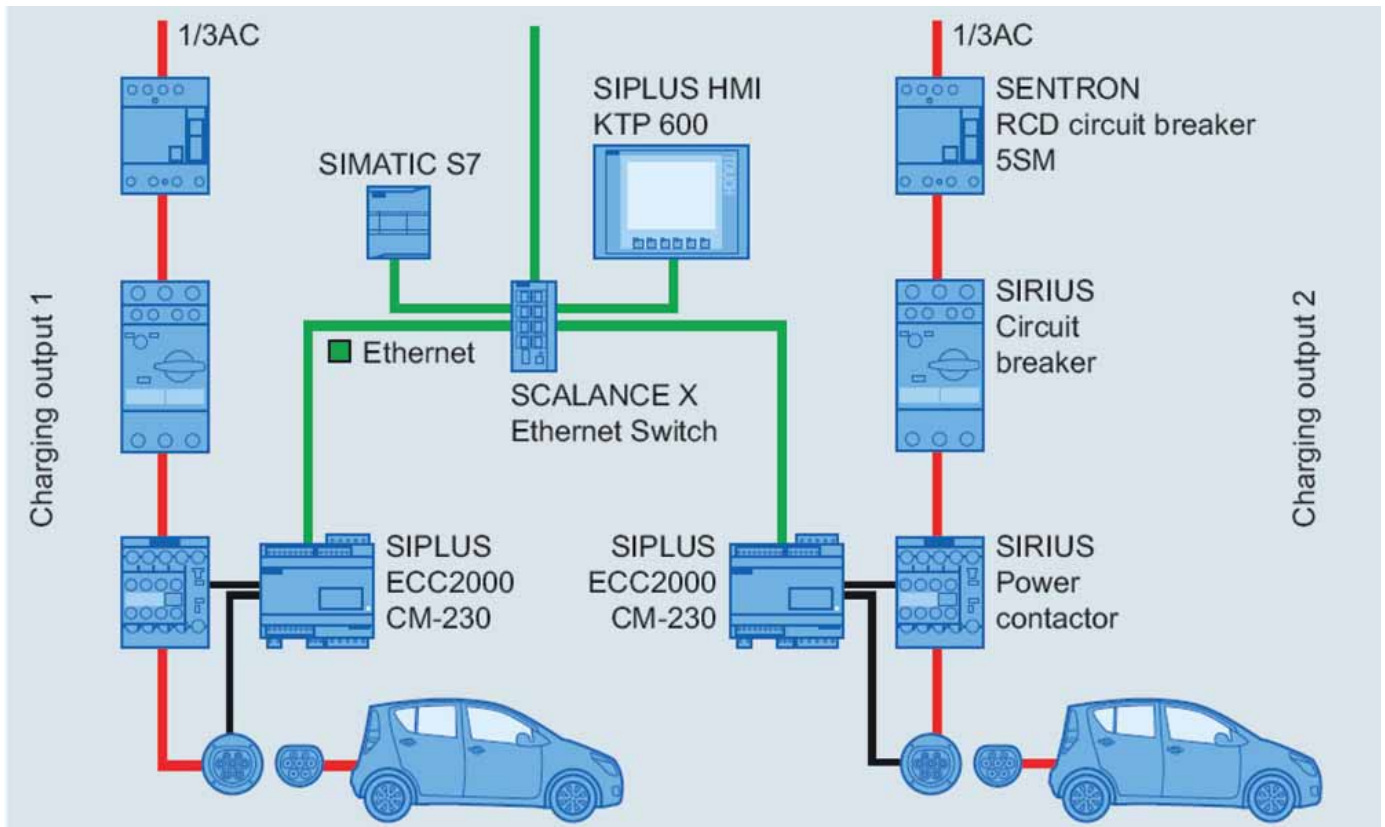 1/3AC
1/3AC
SIPLUS HMI
KTP 600
SENTRON
RCD circuit breaker
5SM
SIMATIC S7
Charging output 1
SIRIUS
Circuit
breaker
Charging output 2
Ethernet
SCALANCE X
Ethernet Switch
SIPLUS
ECC2000
CM-230
SIPLUS
ECC2000
CM-230
SIRIUS
Power
contactor